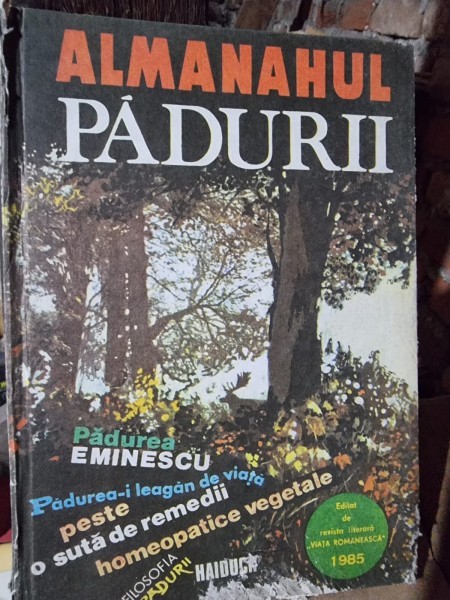 ALMANAHUL
PĂDURII
Pădurea
EMINESCU
Pădurea-i leagăn de viață
peste
o sută de remedii
homeopatice vegetale
FILOSOFIA
PĂDURII
HAIDUCA
Editat
de
revista literară
„VIAȚA ROMÂNEASCĂ"
1985